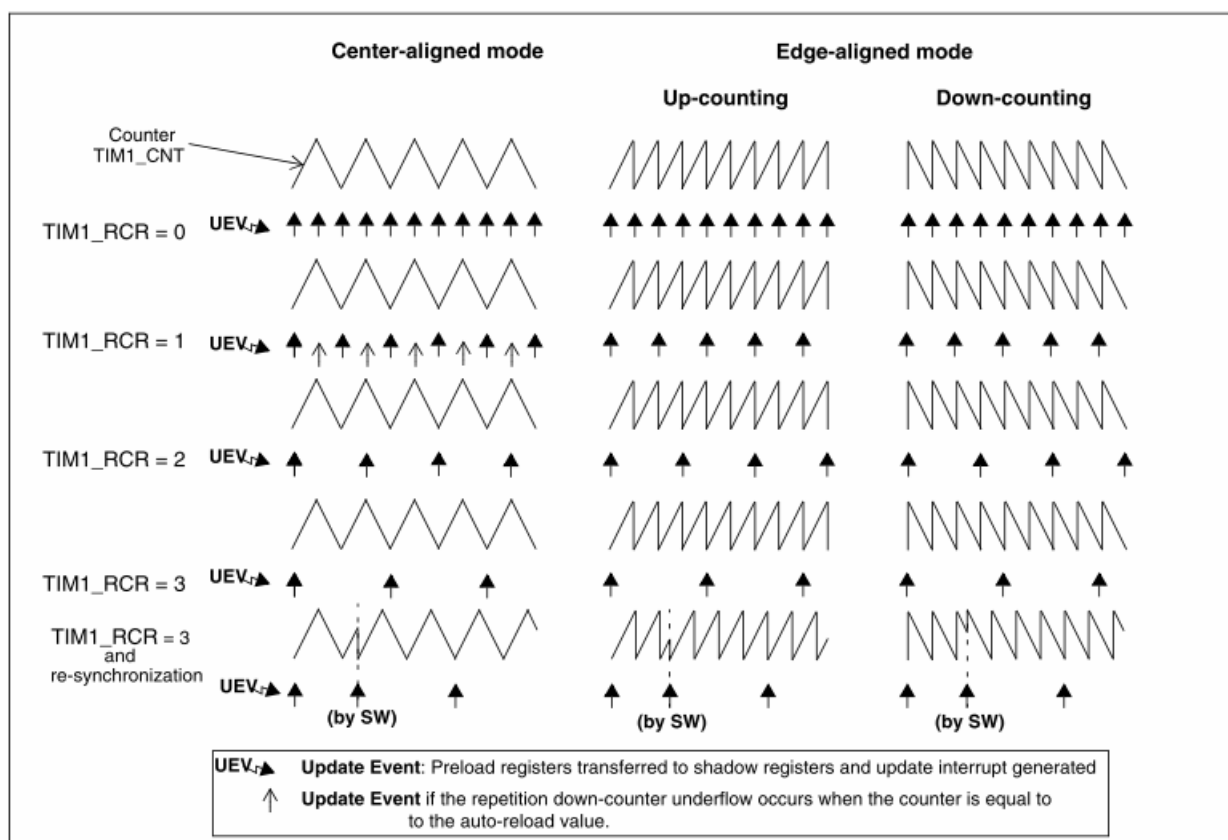 Center-aligned mode
Edge-aligned mode
Up-counting
Down-counting
Counter
TIM1_CNT
TIM1_RCR = 0
UEV
TIM1_RCR = 1
UEV
TIM1_RCR = 2
UEV
TIM1_RCR = 3
UEV
TIM1_RCR = 3
and
re-synchronization
UEV
(by SW)
(by SW)
(by SW)
UEV Update Event: Preload registers transferred to shadow registers and update interrupt generated
Update Event if the repetition down-counter underflow occurs when the counter is equal to
to the auto-reload value.